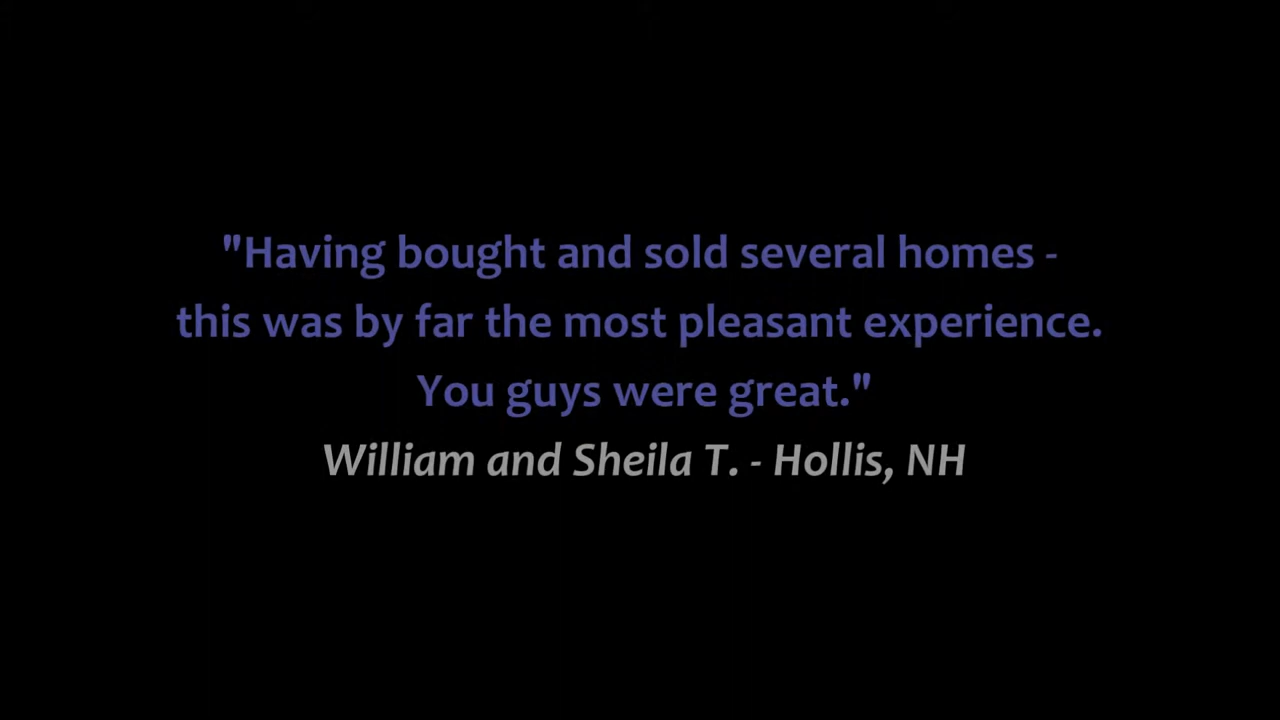 "Having bought and sold several homes -
this was by far the most pleasant experience.
You guys were great."
William and Sheila T. - Hollis, NH